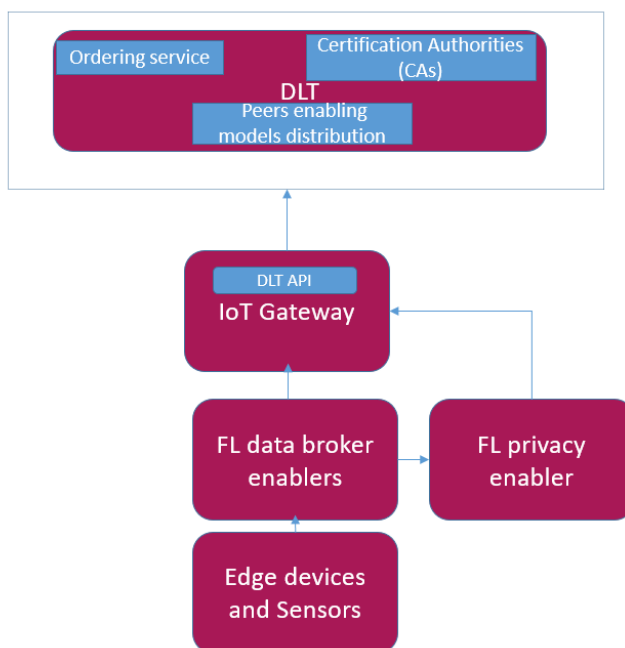 Ordering service
Certification Authorities
(CAs)
DLT
Peers enabling
models distribution
DLT API
IoT Gateway
FL data broker
enablers
FL privacy
enabler
Edge devices
and Sensors